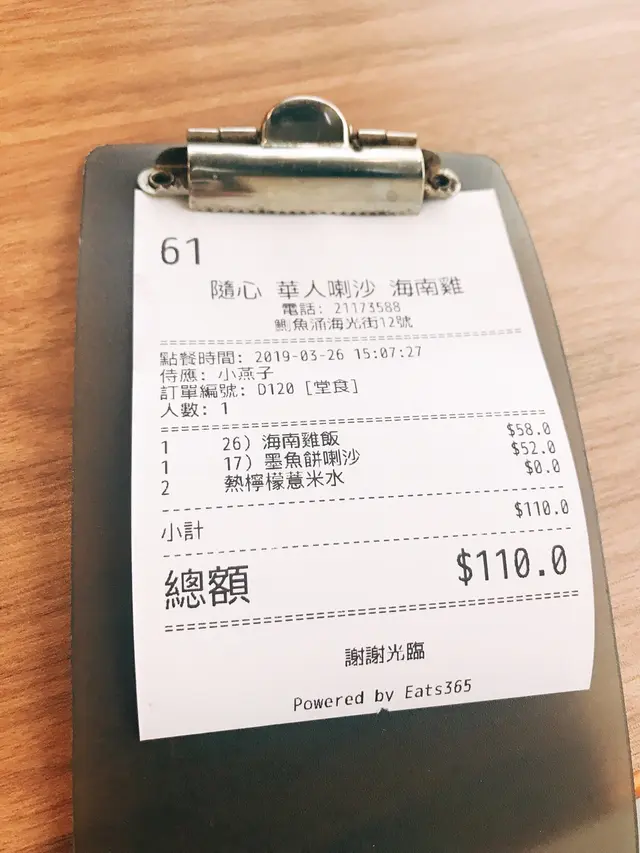 61
隨心 華人喇沙 海南雞
電話: 21173588
鰂魚涌海光街12號
點餐時間: 2019-03-26 15:07:27
侍應: 小燕子
訂單編號: D120 [堂食]
人數: 1
1 26) 海南雞飯 $58.0
1 17) 墨魚餅喇沙 $52.0
2 熱檸檬薏米水 $0.0
小計 $110.0
總額 $110.0
謝謝光臨
Powered by Eats365